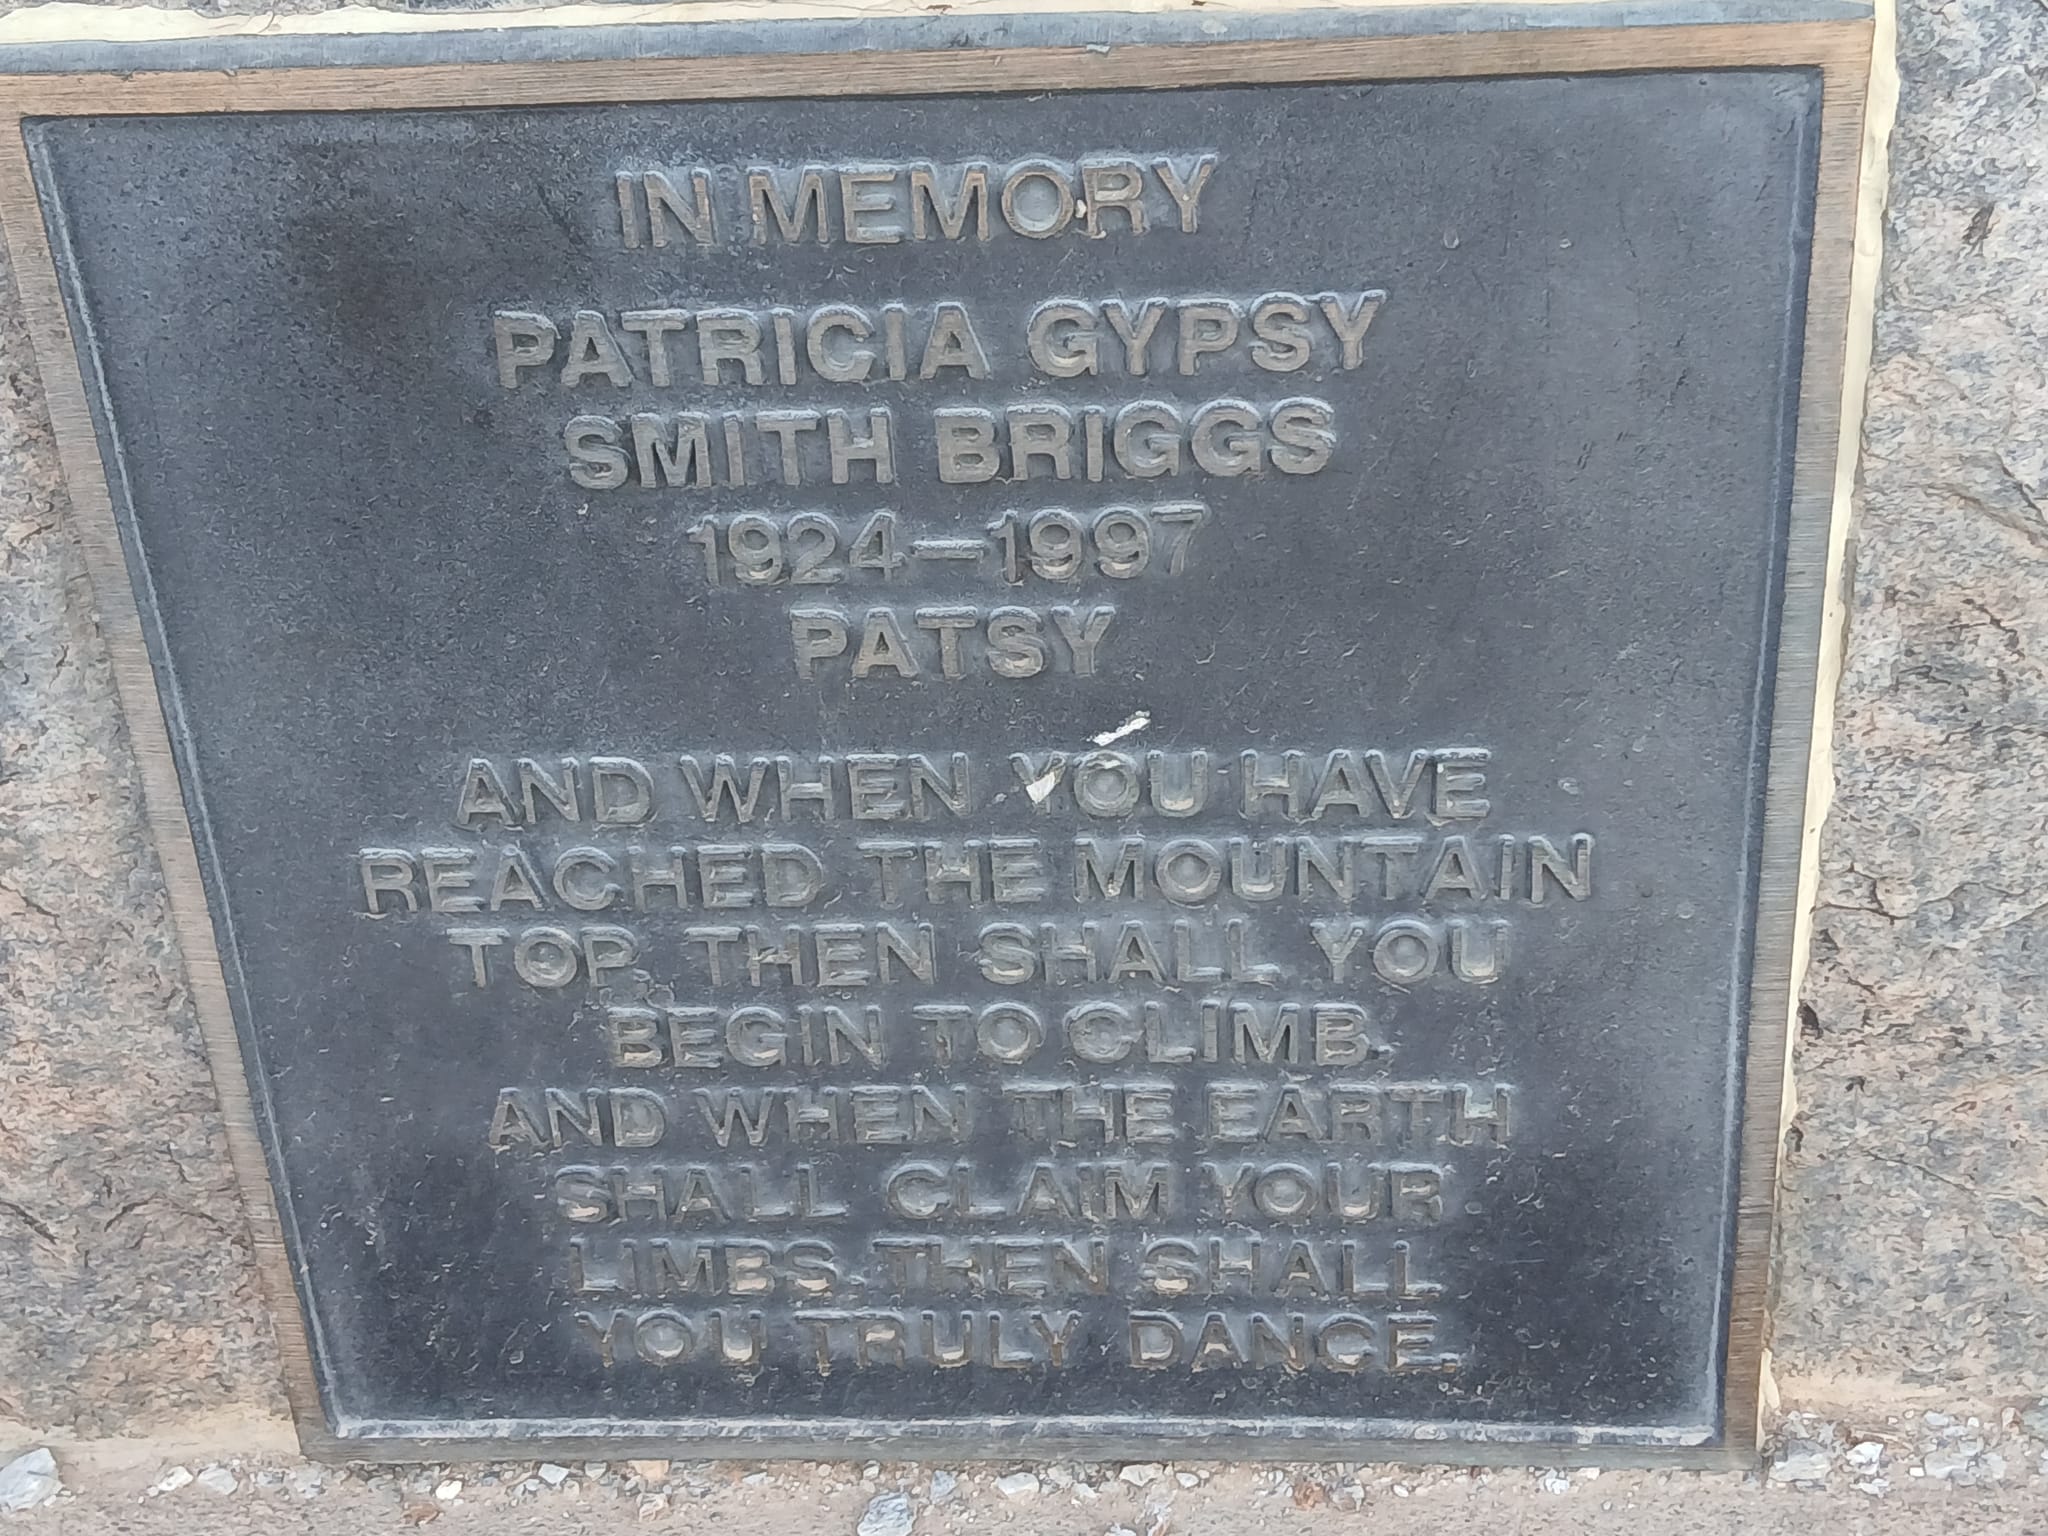 IN MEMORY
PATRICIA GYPSY
SMITH BRIGGS
1924—1997
PATSY
AND WHEN YOU HAVE
REACHED THE MOUNTAIN
TOP, THEN SHALL YOU
BEGIN TO CLIMB.
AND WHEN THE EARTH
SHALL CLAIM YOUR
LIMBS, THEN SHALL
YOU TRULY DANCE.